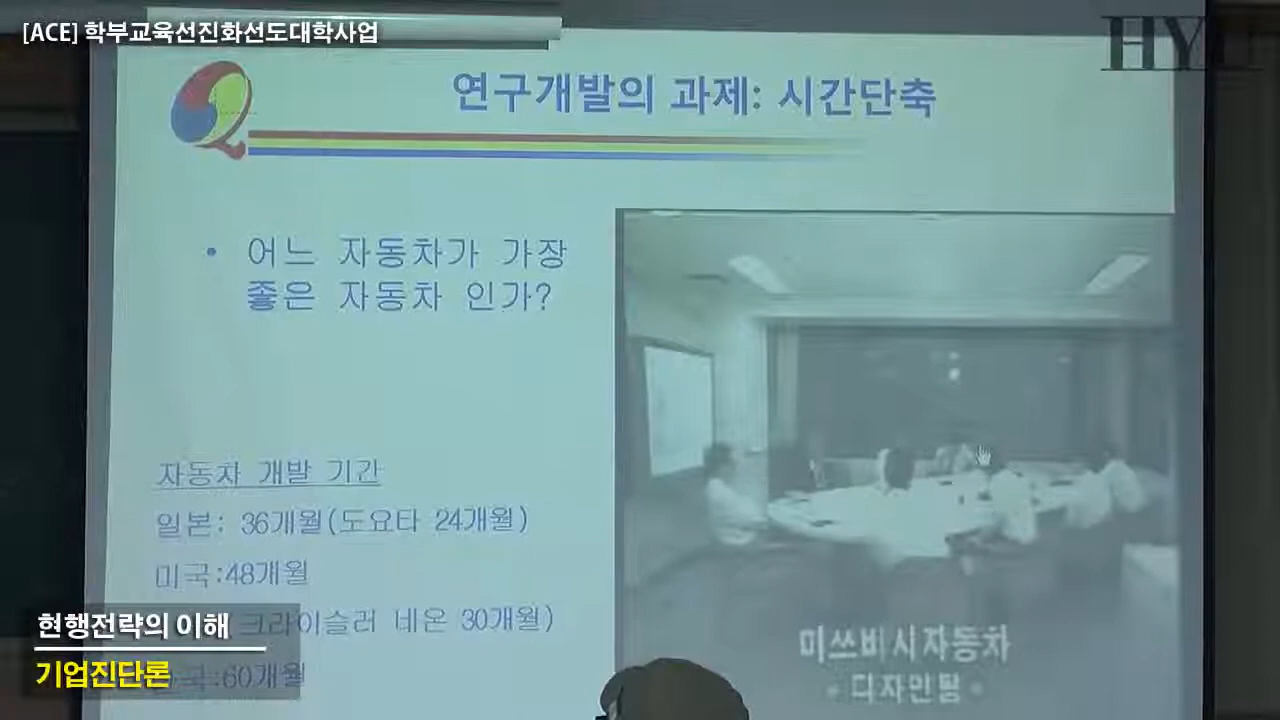 [ACE] 학부교육선진화선도대학사업
HY
연구개발의 과제: 시간단축
• 어느 자동차가 가장
좋은 자동차 인가?
자동차 개발 기간
일본: 36개월(도요타 24개월)
미국:48개월
크라이슬러 네온 30개월)
:60개월
미쓰비시자동차
디자인팀
현행전략의 이해
기업진단론